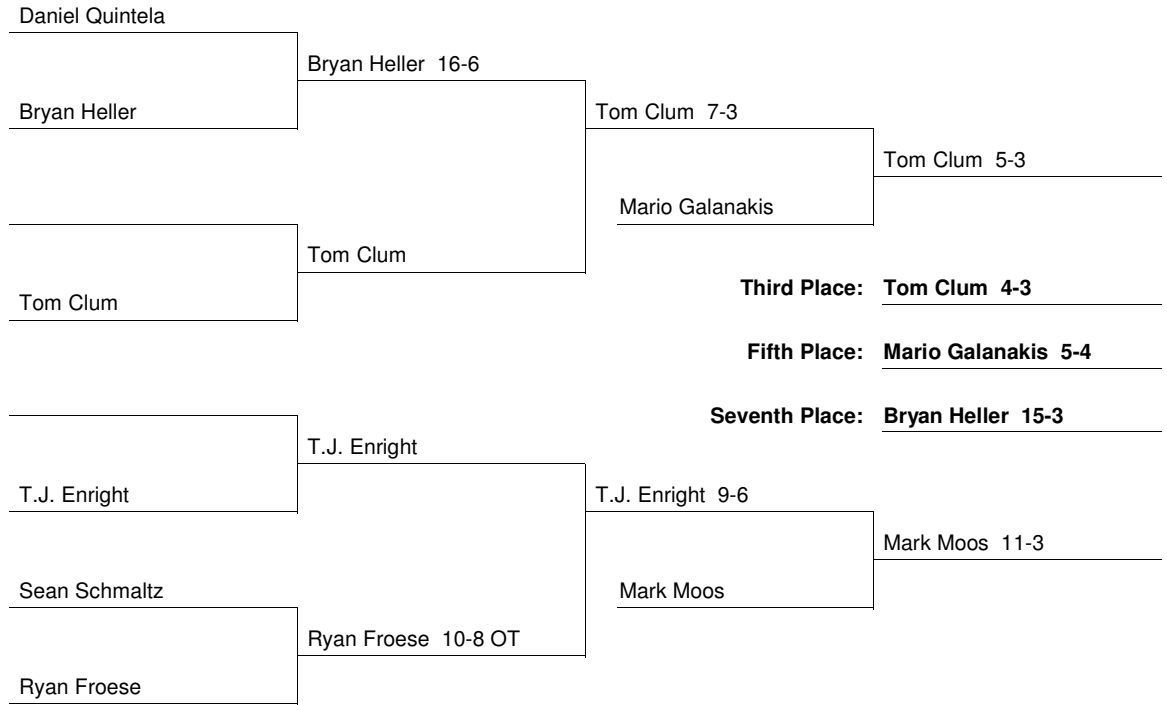 Daniel Quintela
Bryan Heller  16-6
Bryan Heller
Tom Clum  7-3
Tom Clum  5-3
Mario Galanakis
Tom Clum
Third Place:  Tom Clum  4-3
Tom Clum
Fifth Place:  Mario Galanakis  5-4
Seventh Place:  Bryan Heller  15-3
T.J. Enright
T.J. Enright
T.J. Enright  9-6
Mark Moos  11-3
Sean Schmaltz
Mark Moos
Ryan Froese  10-8 OT
Ryan Froese